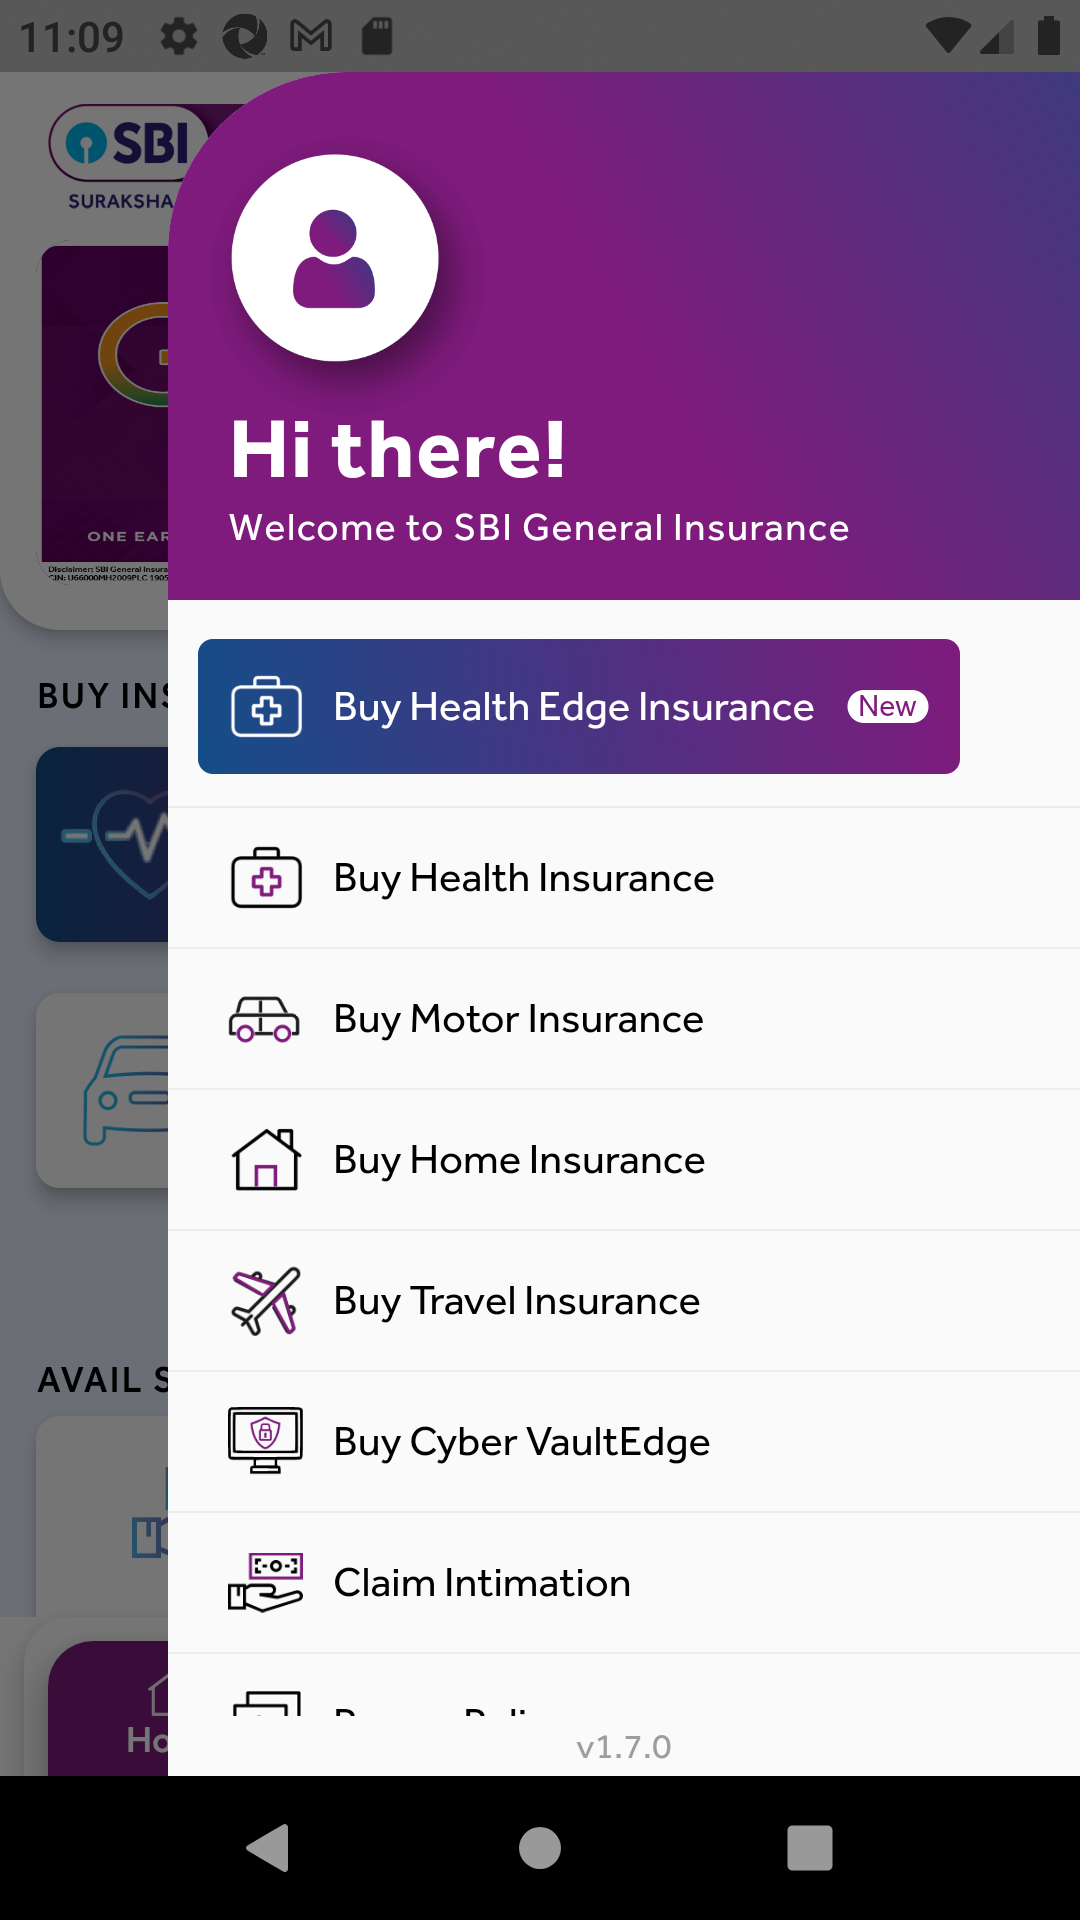 11:09
SBI
SURAKSHA
Hi there!
Welcome to SBI General Insurance
ONE EAR
Disclaimer: SBI General Insura
CIN: U66000MH2009PLC 1905
BUY INS
Buy Health Edge Insurance New
Buy Health Insurance
Buy Motor Insurance
Buy Home Insurance
Buy Travel Insurance
AVAIL S
Buy Cyber VaultEdge
Claim Intimation
Ho
v1.7.0